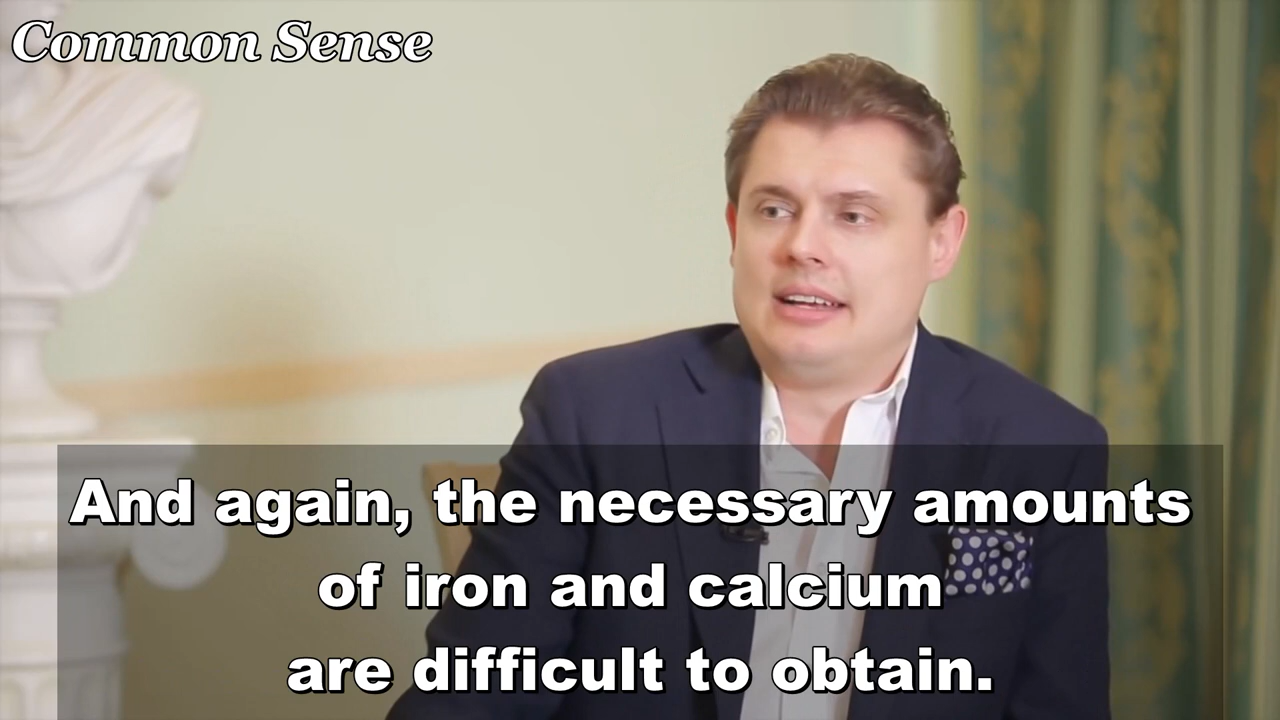 Common Sense
And again, the necessary amounts
of iron and calcium
are difficult to obtain.